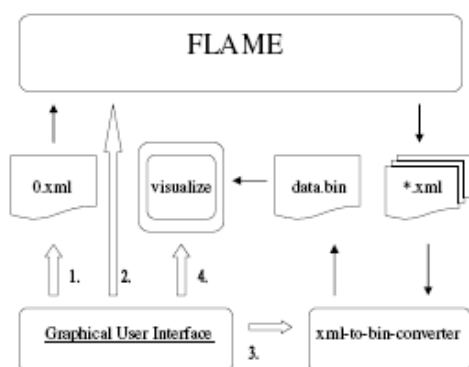 FLAME
0.xml
visualize
data.bin
*.xml
1.
2.
4.
Graphical User Interface
3.
xml-to-bin-converter